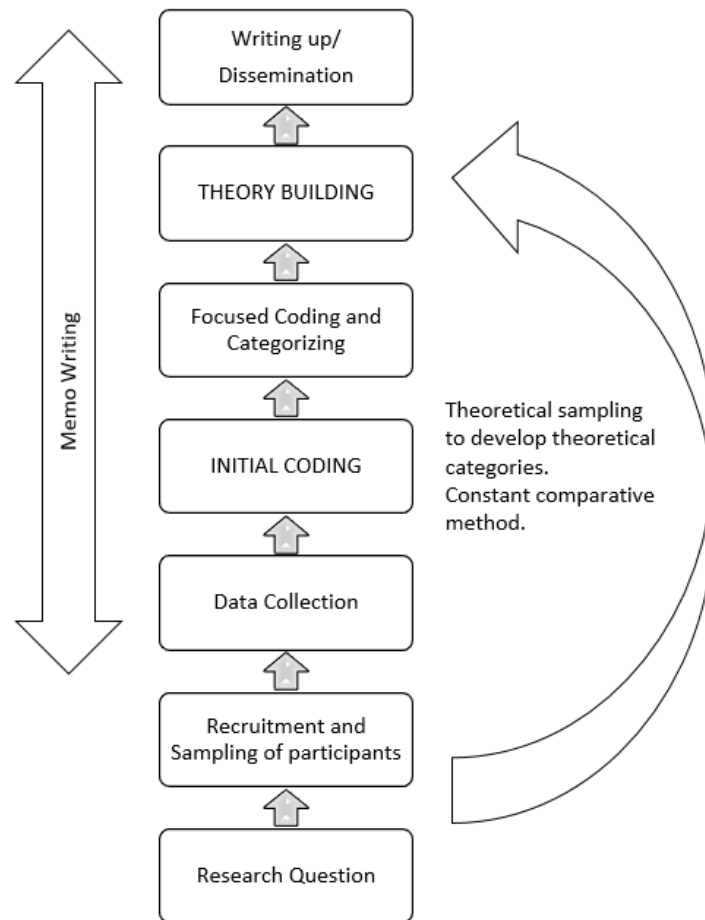 Writing up/
Dissemination
THEORY BUILDING
Focused Coding and
Categorizing
INITIAL CODING
Data Collection
Recruitment and
Sampling of participants
Research Question
Memo Writing
Theoretical sampling
to develop theoretical
categories.
Constant comparative
method.